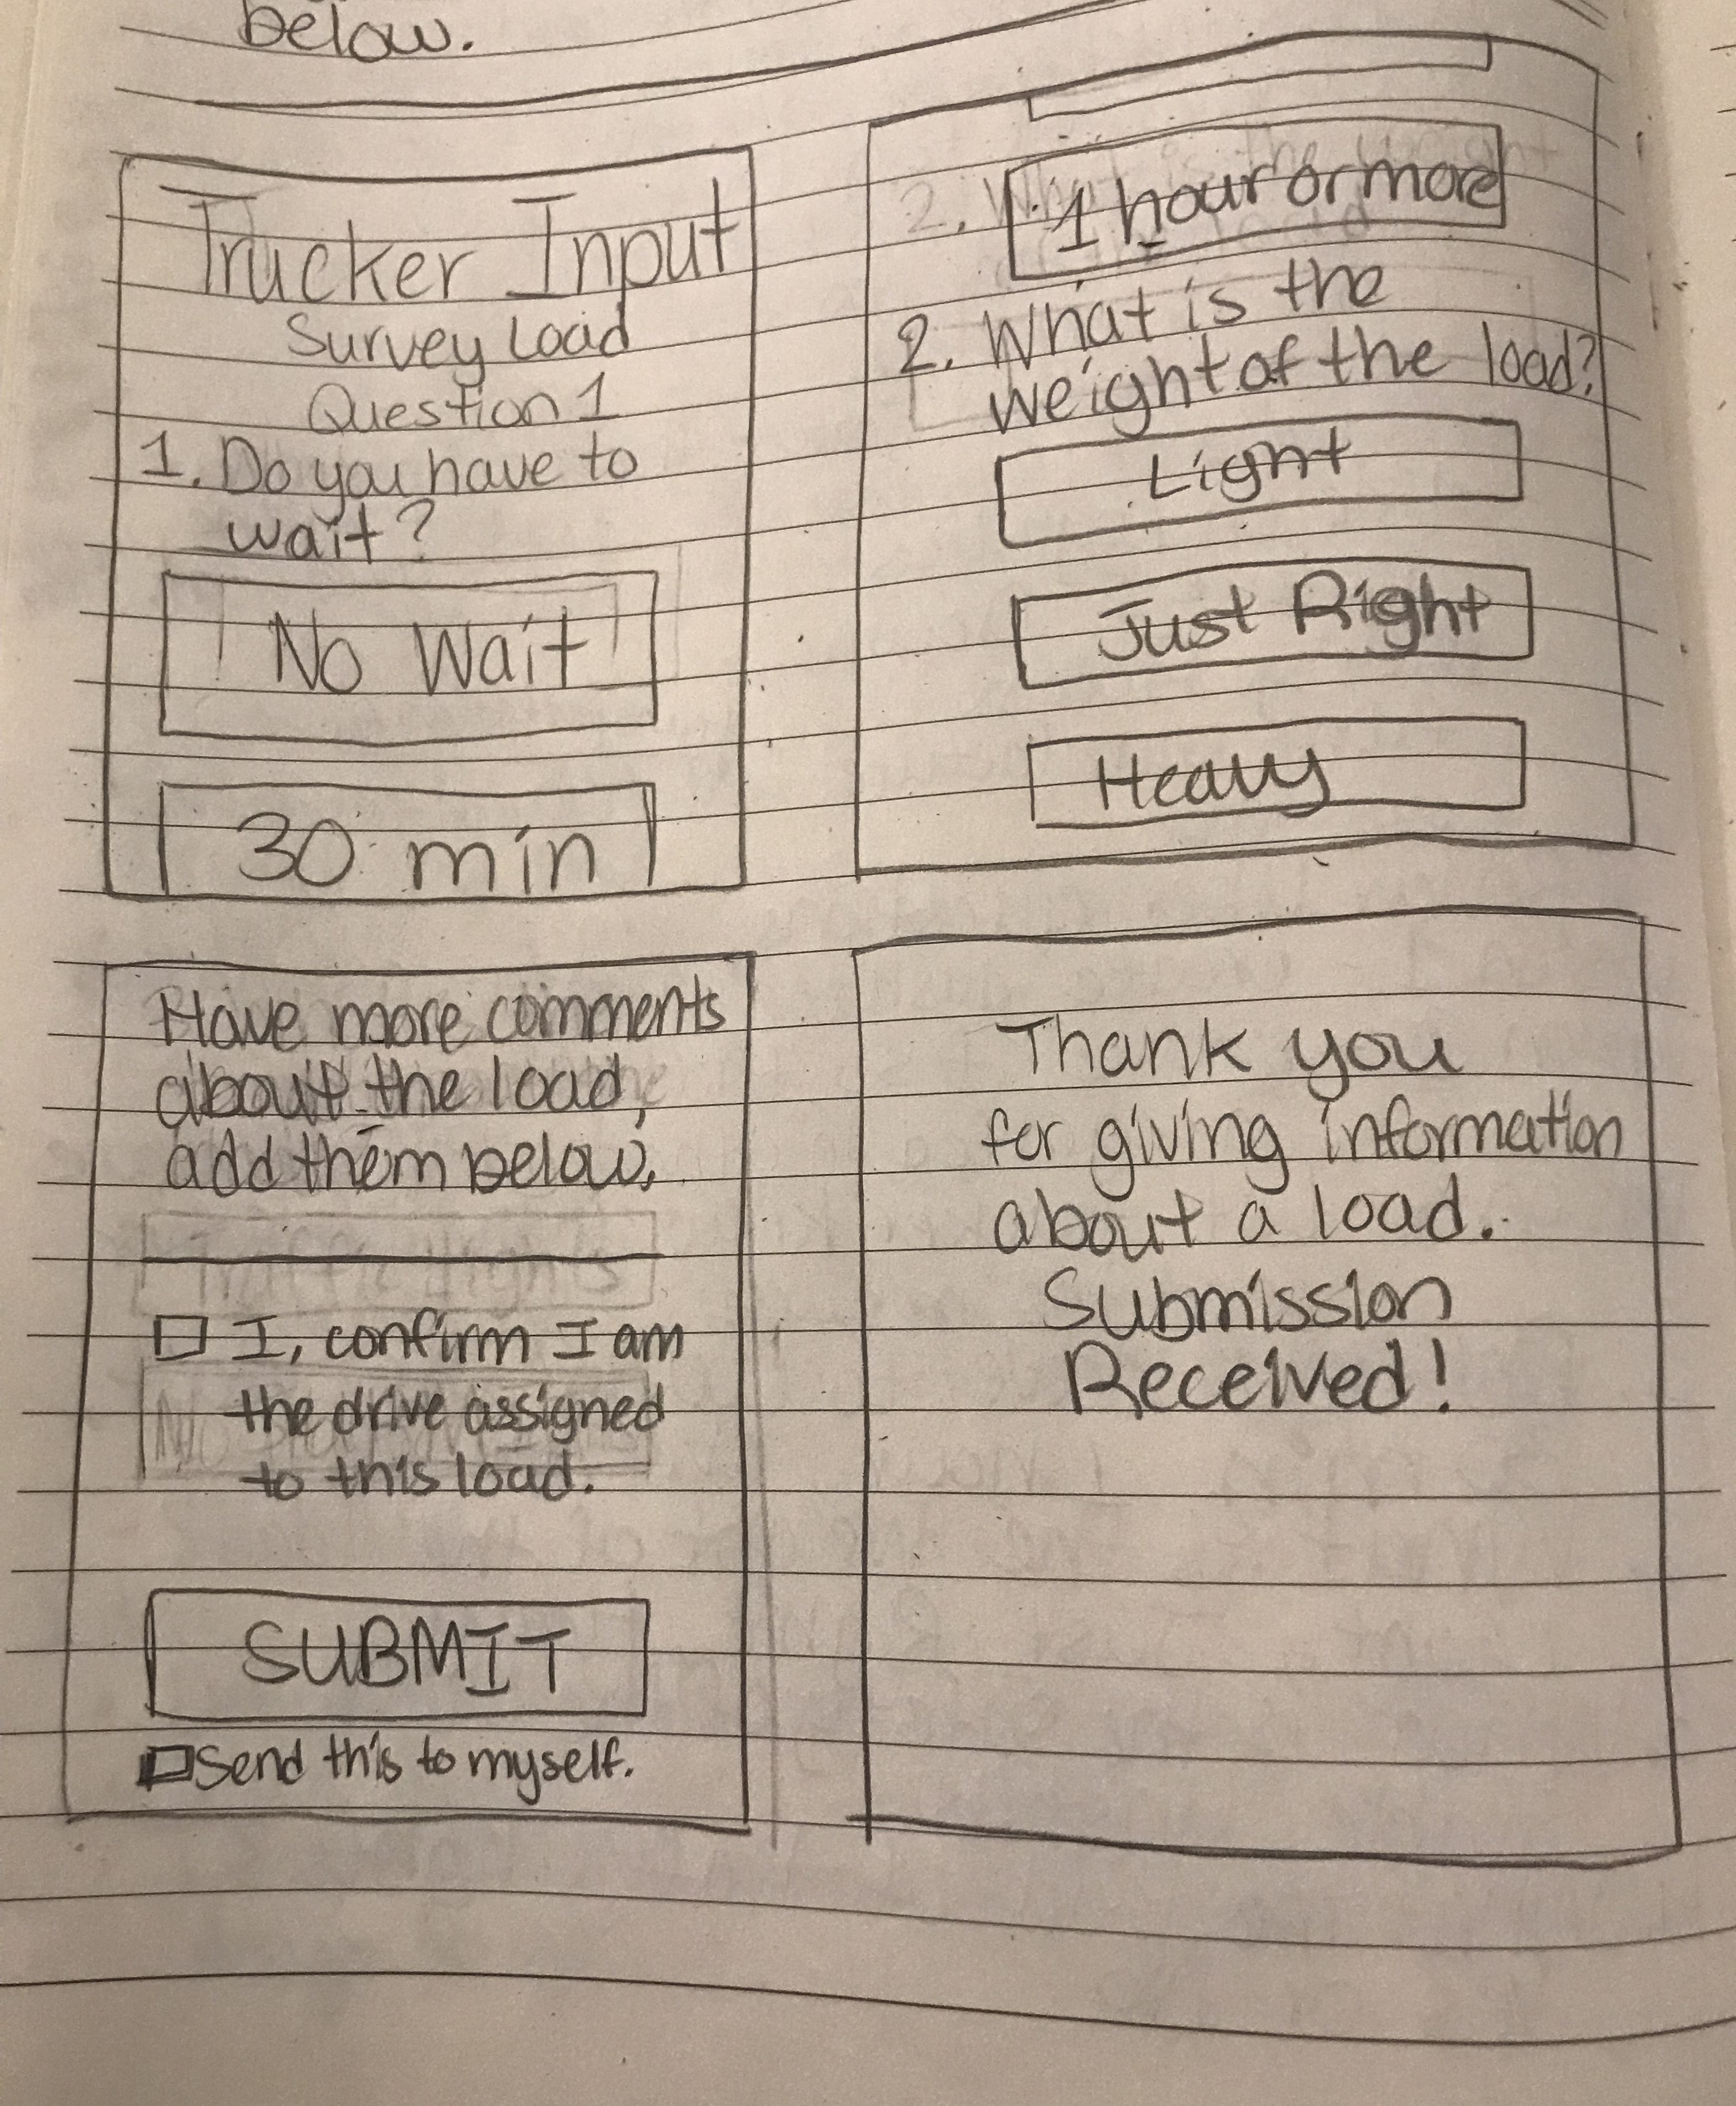 below.
Trucker Input
Survey Load
Question 1
1. Do you have to
wait?
No Wait
30 min
1 hour or more
2. What is the
weight of the load?
Light
Just Right
Heavy
Have more comments
about the load,
add them below.
I, confirm I am
the drive assigned
to this load.
SUBMIT
Send this to myself.
Thank you
for giving information
about a load.
Submission
Received!